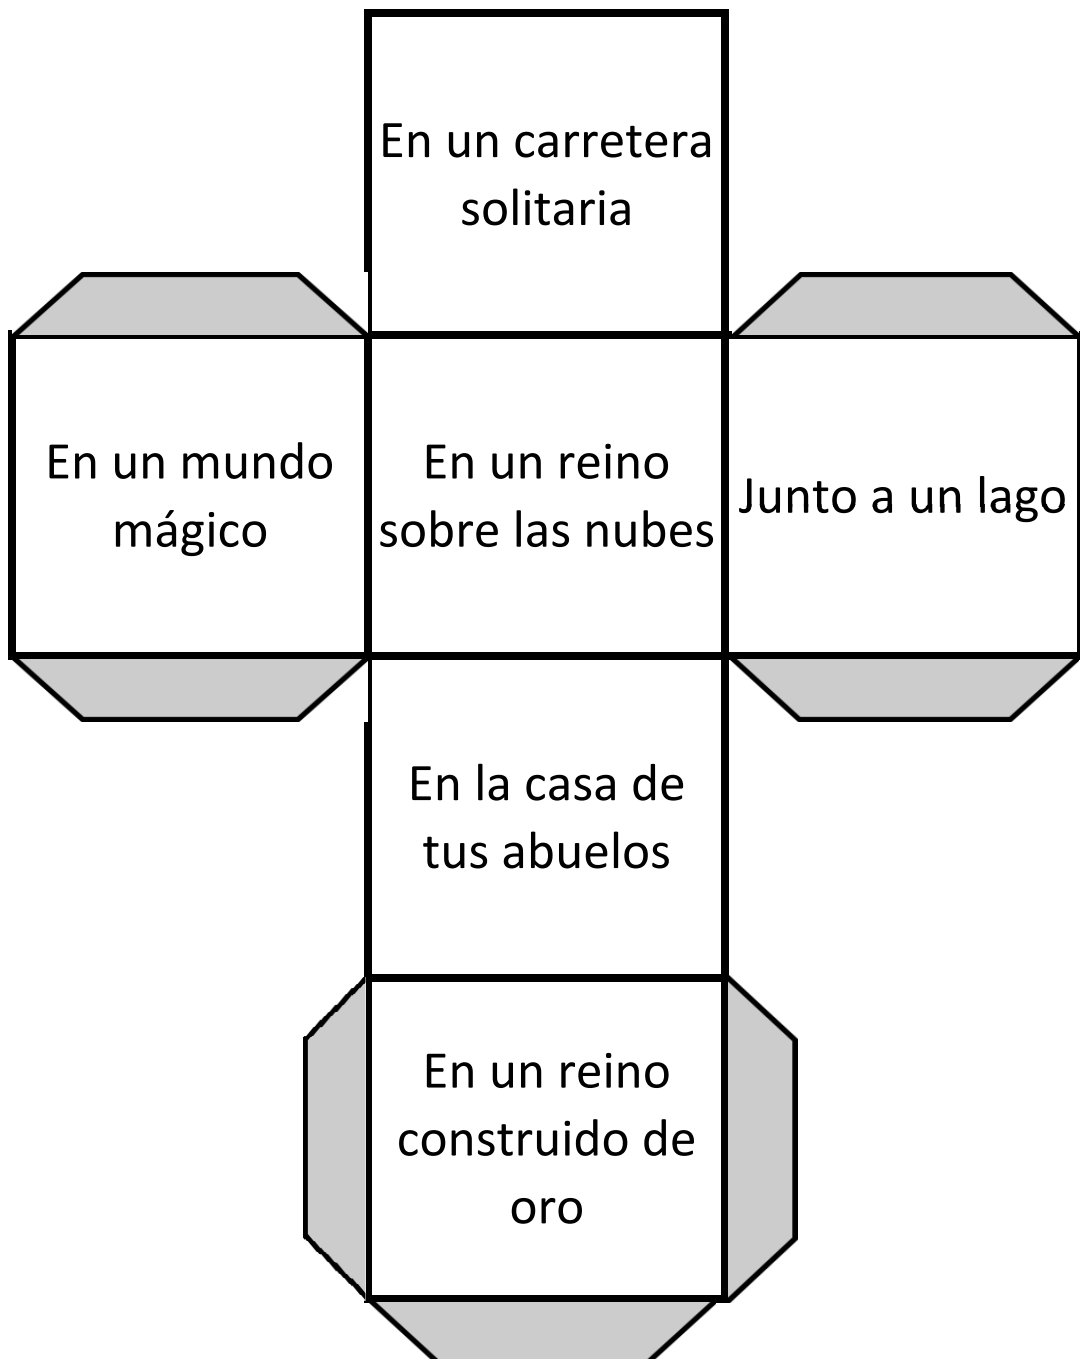 En un carretera
solitaria
En un mundo
mágico
En un reino
sobre las nubes
Junto a un lago
En la casa de
tus abuelos
En un reino
construido de
oro